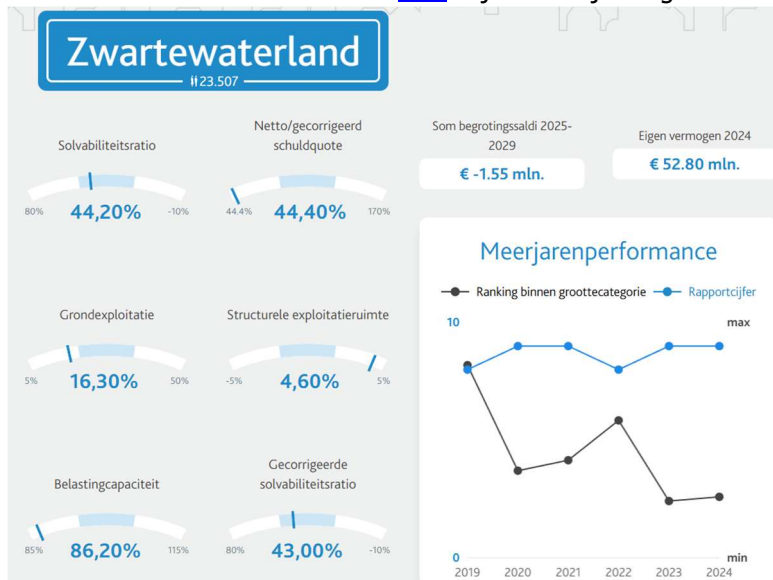 Zwartewaterland
23.507
Solvabiliteitsratio
80%
44,20%
-10%
Netto/gecorrigeerd
schuldquote
44.4%
44,40%
170%
Som begrotingssaldi 2025-
2029
€ -1.55 mln.
Eigen vermogen 2024
€ 52.80 mln.
Grondexploitatie
5%
16,30%
50%
Structurele exploitatieruimte
-5%
4,60%
5%
Belastingcapaciteit
85%
86,20%
115%
Gecorrigeerde
solvabiliteitsratio
80%
43,00%
-10%
Meerjarenperformance
Ranking binnen groottecategorie
Rapportcijfer
10
max
0
min
2019 2020 2021 2022 2023 2024